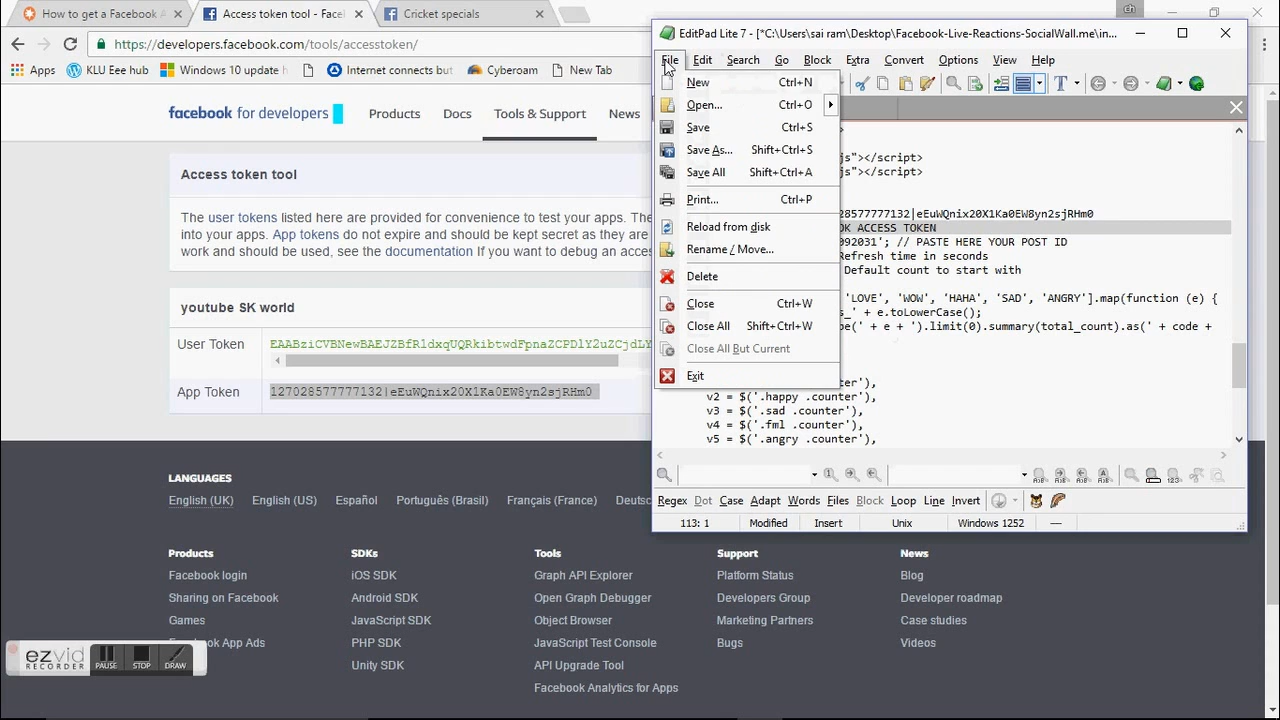 How to get a Facebook A
Access token tool - Facel
Cricket specials
ch
https://developers.facebook.com/tools/accesstoken/
Apps
KLU Eee hub
Windows 10 update h
Internet connects but
Cyberoam
New Tab
facebook for developers
Products
Docs
Tools & Support
News
Access token tool
The user tokens listed here are provided for convenience to test your apps. The
into your apps. App tokens do not expire and should be kept secret as they are
work and should be used, see the documentation If you want to debug an acces
youtube SK world
User Token
App Token
127028577777132|eEuWQnix20X1Ka0EW8yn2sjRHm0
EditPad Lite 7 - [*C:\Users\sai ram\Desktop\Facebook-Live-Reactions-SocialWall.me\in...
File
Edit
Search
Go
Block
Extra
Convert
Options
View
Help
New Ctrl+N
Open... Ctrl+O
Save Ctrl+S
Save As... Shift+Ctrl+S
Save All Shift+Ctrl+A
Print... Ctrl+P
Reload from disk
Rename / Move...
Delete
Close Ctrl+W
Close All Shift+Ctrl+W
Close All But Current
Exit
>
js"></script>
js"></script>
28577777132|eEuWQnix20X1Ka0EW8yn2sjRHm0
OK ACCESS TOKEN
092031'; // PASTE HERE YOUR POST ID
Refresh time in seconds
Default count to start with
'LOVE', 'WOW', 'HAHA', 'SAD', 'ANGRY'].map(function (e) {
_' + e.toLowerCase();
pe(' + e + ').limit(0).summary(total_count).as(' + code +
ter'),
v2 = $('.happy .counter'),
v3 = $('.sad .counter'),
v4 = $('.fml .counter'),
v5 = $('.angry .counter'),
Regex Dot Case Adapt Words Files Block Loop Line Invert
113: 1
Modified
Insert
Unix
Windows 1252
LANGUAGES
English (UK)
English (US)
Español
Português (Brasil)
Français (France)
Deutsc
Products
SDKs
Tools
Support
News
Facebook login
iOS SDK
Graph API Explorer
Platform Status
Blog
Sharing on Facebook
Android SDK
Open Graph Debugger
Developers Group
Developer roadmap
Games
JavaScript SDK
Object Browser
Marketing Partners
Case studies
Facebook App Ads
PHP SDK
JavaScript Test Console
Bugs
Videos
Unity SDK
API Upgrade Tool
Facebook Analytics for Apps
ezvid
RECORDER
PAUSE
STOP
DRAW